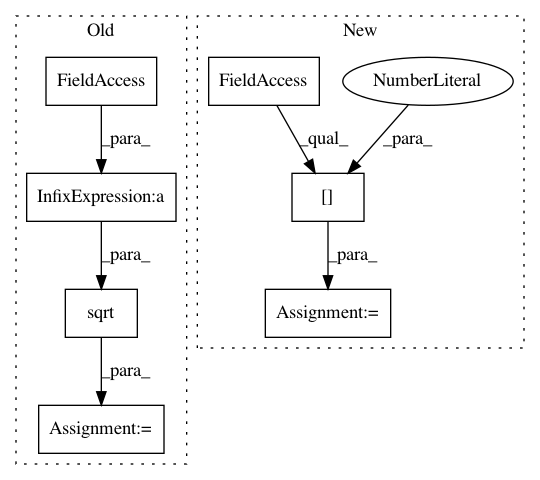 Old
New
FieldAccess
FieldAccess
NumberLiteral
_para_
_qual_
_para_
InfixExpression:a
[]
_para_
_para_
sqrt
Assignment:=
_para_
Assignment:=